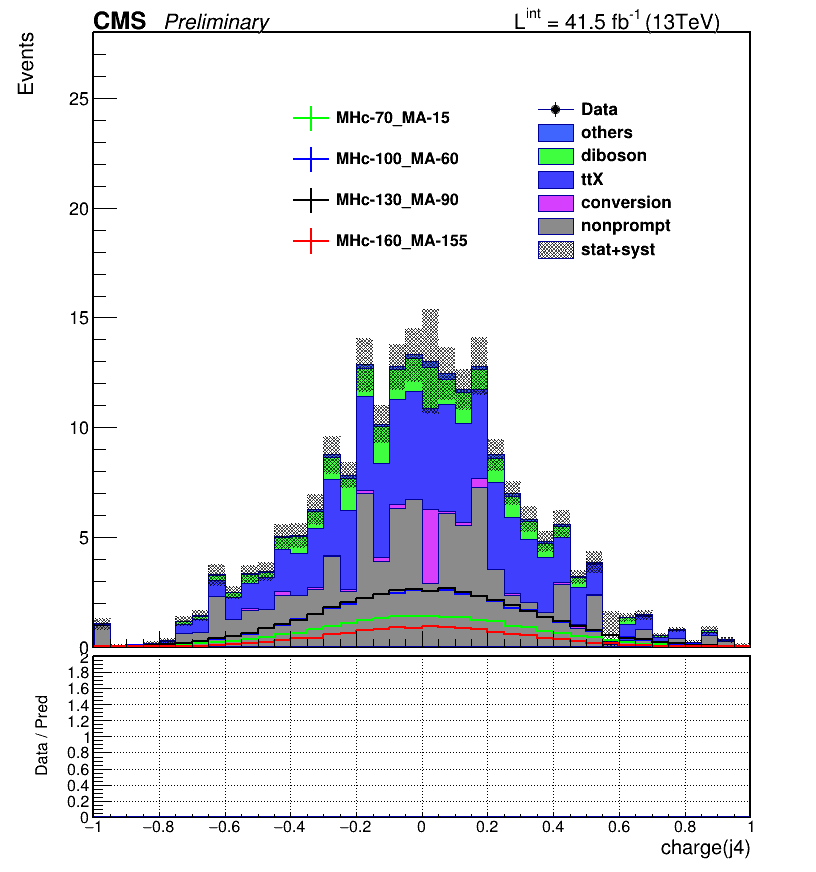 CMS Preliminary L^int = 41.5 fb^-1 (13TeV)
Events
25
20
15
10
5
0
MHc-70_MA-15
MHc-100_MA-60
MHc-130_MA-90
MHc-160_MA-155
Data
others
diboson
ttX
conversion
nonprompt
stat+syst
Data / Pred
2
1.8
1.6
1.4
1.2
1
0.8
0.6
0.4
0.2
0
−1 −0.8 −0.6 −0.4 −0.2 0 0.2 0.4 0.6 0.8 1
charge(j4)